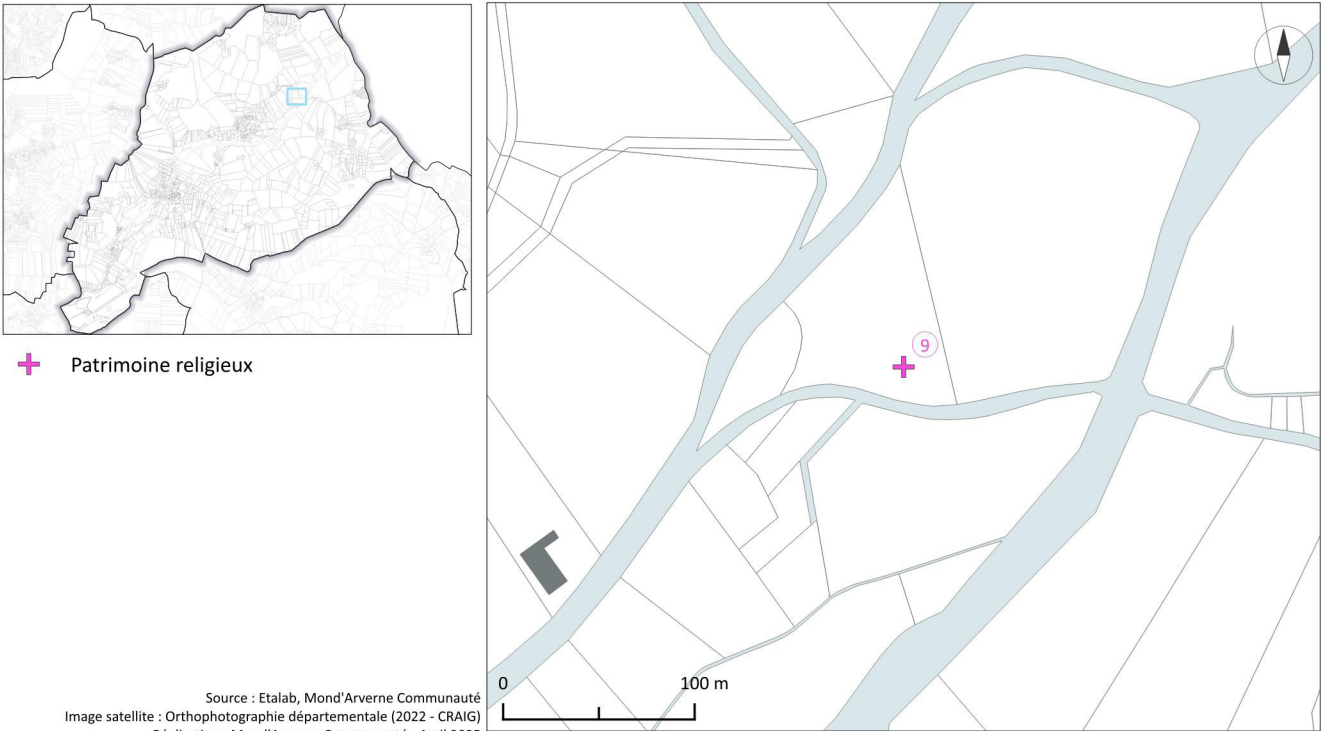 Patrimoine religieux
9
0 100 m
Source : Etalab, Mond'Arverne Communauté
Image satellite : Orthophotographie départementale (2022 - CRAIG)